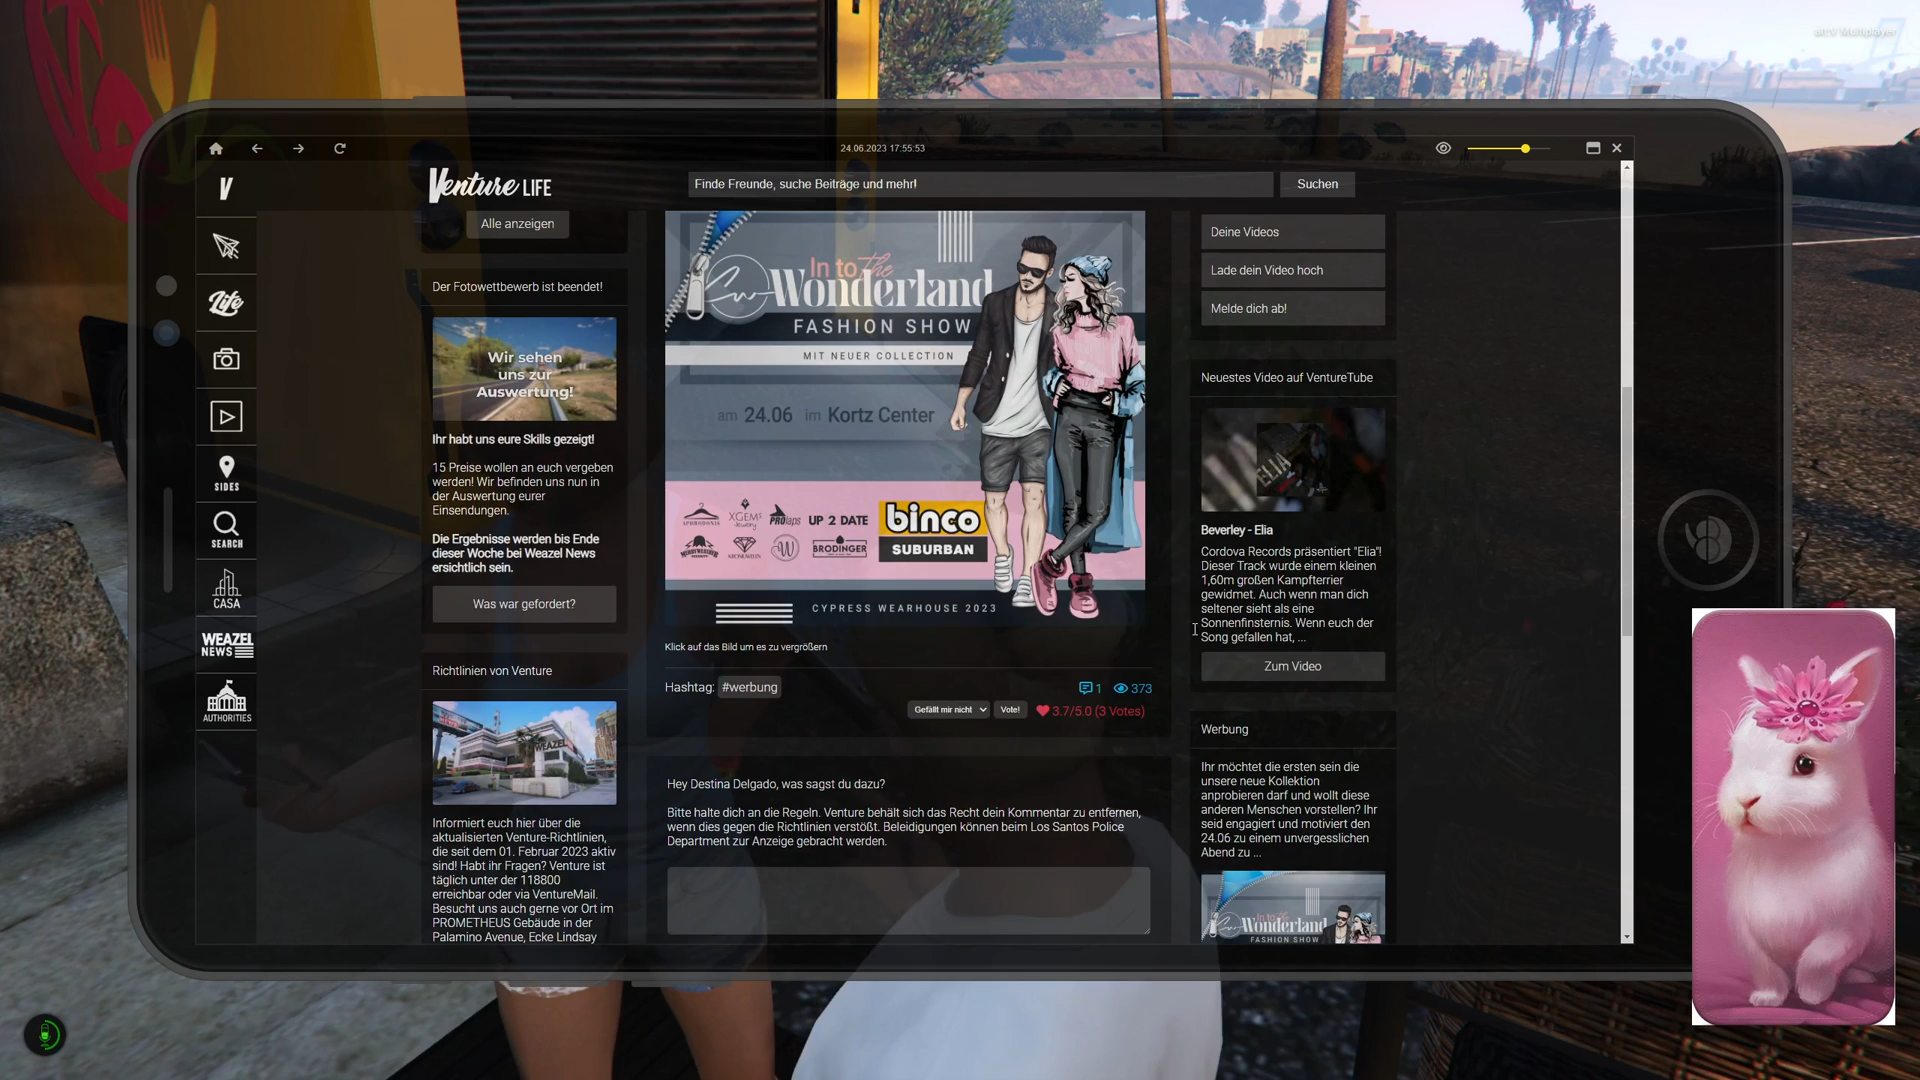 alt:V Multiplayer
24.06.2023 17:55:53
V
Venture LIFE
Finde Freunde, suche Beiträge und mehr!
Suchen
Life
SIDES
SEARCH
CASA
WEAZEL
NEWS
AUTHORITIES
Alle anzeigen
Der Fotowettbewerb ist beendet!
Wir sehen
uns zur
Auswertung!
Ihr habt uns eure Skills gezeigt!
15 Preise wollen an euch vergeben
werden! Wir befinden uns nun in
der Auswertung eurer
Einsendungen.
Die Ergebnisse werden bis Ende
dieser Woche bei Weazel News
ersichtlich sein.
Was war gefordert?
Richtlinien von Venture
WEAZEL
Informiert euch hier über die
aktualisierten Venture-Richtlinien,
die seit dem 01. Februar 2023 aktiv
sind! Habt ihr Fragen? Venture ist
täglich unter der 118800
erreichbar oder via VentureMail.
Besucht uns auch gerne vor Ort im
PROMETHEUS Gebäude in der
Palamino Avenue, Ecke Lindsay
Cw
In to the
Wonderland
FASHION SHOW
MIT NEUER COLLECTION
am 24.06 im Kortz Center
XGEMS
PROlaps
UP 2 DATE
binco
SUBURBAN
BRODINGER
CYPRESS WEARHOUSE 2023
Klick auf das Bild um es zu vergrößern
Hashtag: #werbung
1 373
Gefällt mir nicht Vote! 3.7/5.0 (3 Votes)
Hey Destina Delgado, was sagst du dazu?
Bitte halte dich an die Regeln. Venture behält sich das Recht dein Kommentar zu entfernen,
wenn dies gegen die Richtlinien verstößt. Beleidigungen können beim Los Santos Police
Department zur Anzeige gebracht werden.
Deine Videos
Lade dein Video hoch
Melde dich ab!
Neuestes Video auf VentureTube
ELIA
Beverley - Elia
Cordova Records präsentiert "Elia"!
Dieser Track wurde einem kleinen
1,60m großen Kampfterrier
gewidmet. Auch wenn man dich
seltener sieht als eine
Sonnenfinsternis. Wenn euch der
Song gefallen hat, ...
Zum Video
Werbung
Ihr möchtet die ersten sein die
unsere neue Kollektion
anprobieren darf und wollt diese
anderen Menschen vorstellen? Ihr
seid engagiert und motiviert den
24.06 zu einem unvergesslichen
Abend zu ...
In to the
Wonderland
FASHION SHOW